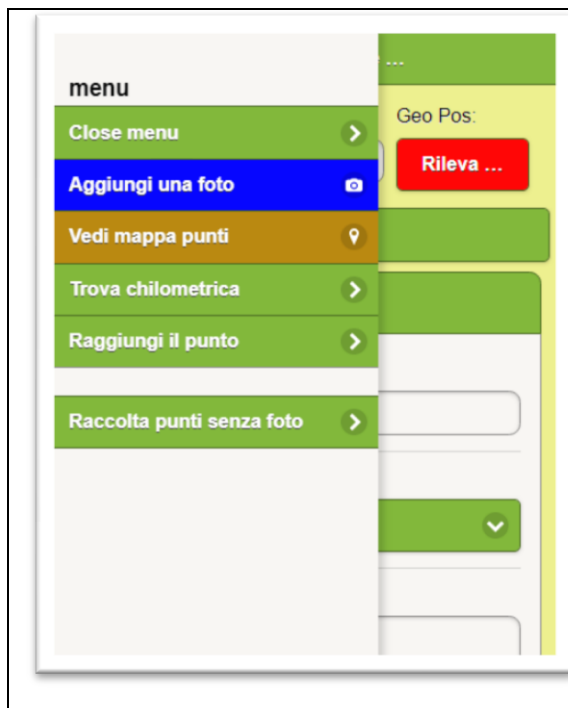 ...
menu
Geo Pos:
Close menu
Rileva ...
Aggiungi una foto
Vedi mappa punti
Trova chilometrica
Raggiungi il punto
Raccolta punti senza foto